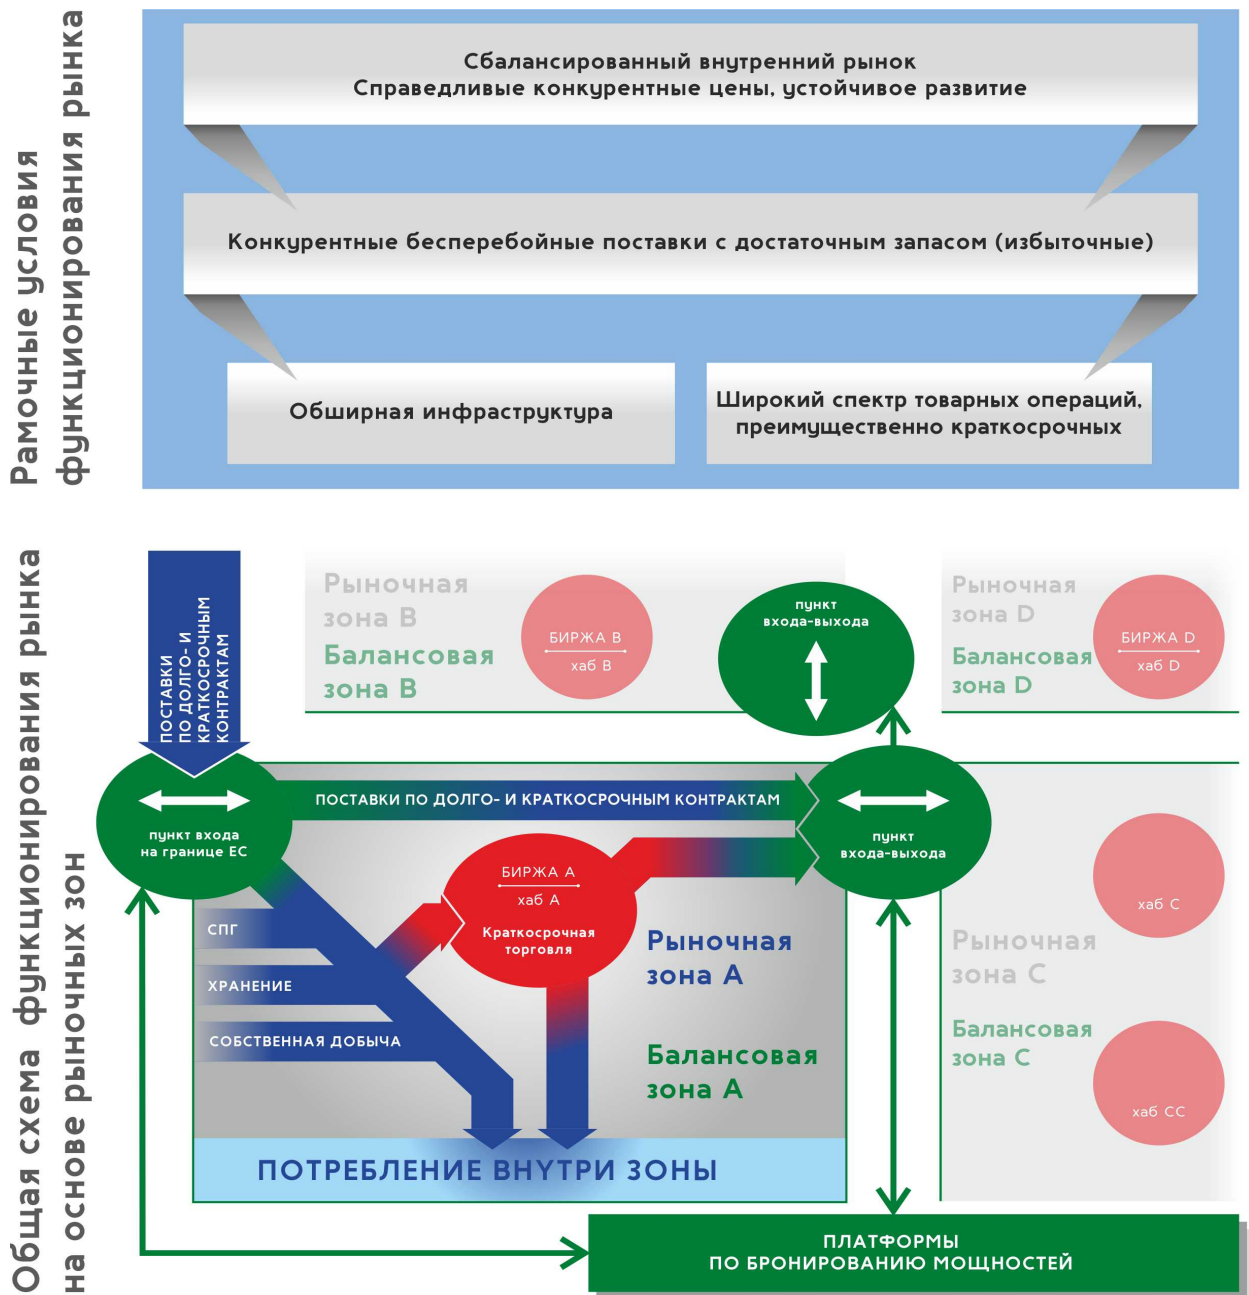 Рамочные условия
функционирования рынка
Сбалансированный внутренний рынок
Справедливые конкурентные цены, устойчивое развитие
Конкурентные бесперебойные поставки с достаточным запасом (избыточные)
Обширная инфраструктура
Широкий спектр товарных операций,
преимущественно краткосрочных
Общая схема функционирования рынка
на основе рыночных зон
ПОСТАВКИ
ПО ДОЛГО- И
КРАТКОСРОЧНЫМ
КОНТРАКТАМ
Рыночная
зона B
Балансовая
зона B
БИРЖА B
хаб B
пункт
входа-выхода
Рыночная
зона D
Балансовая
зона D
БИРЖА D
хаб D
пункт входа
на границе ЕС
ПОСТАВКИ ПО ДОЛГО- И КРАТКОСРОЧНЫМ КОНТРАКТАМ
пункт
входа-выхода
БИРЖА А
хаб А
Краткосрочная
торговля
СПГ
ХРАНЕНИЕ
СОБСТВЕННАЯ ДОБЫЧА
Рыночная
зона А
Балансовая
зона А
хаб C
Рыночная
зона C
Балансовая
зона C
хаб CC
ПОТРЕБЛЕНИЕ ВНУТРИ ЗОНЫ
ПЛАТФОРМЫ
ПО БРОНИРОВАНИЮ МОЩНОСТЕЙ